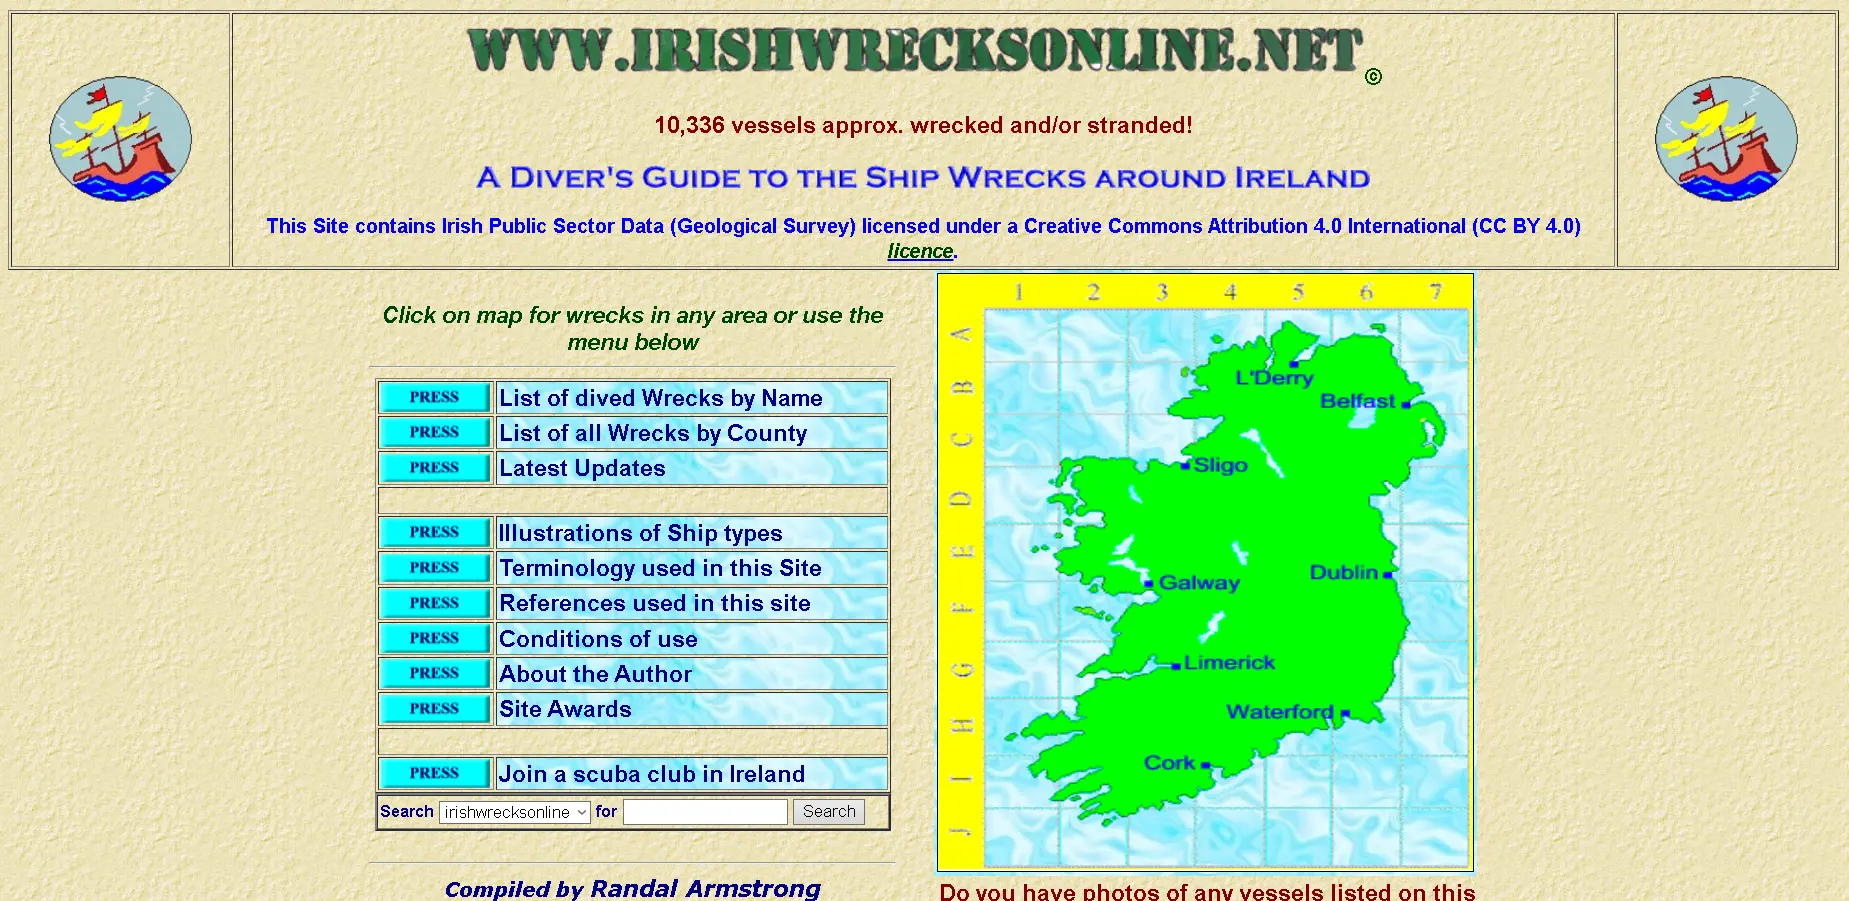 WWW.IRISHWRECKSONLINE.NET ©
10,336 vessels approx. wrecked and/or stranded!
A Diver's Guide to the Ship Wrecks around Ireland
This Site contains Irish Public Sector Data (Geological Survey) licensed under a Creative Commons Attribution 4.0 International (CC BY 4.0)
licence.
Click on map for wrecks in any area or use the
menu below
PRESS List of dived Wrecks by Name
PRESS List of all Wrecks by County
PRESS Latest Updates
PRESS Illustrations of Ship types
PRESS Terminology used in this Site
PRESS References used in this site
PRESS Conditions of use
PRESS About the Author
PRESS Site Awards
PRESS Join a scuba club in Ireland
Search irishwrecksonline for Search
Compiled by Randal Armstrong
1 2 3 4 5 6 7
A
B
C
D
E
F
G
H
I
J
L'Derry
Belfast
Sligo
Galway
Dublin
Limerick
Waterford
Cork
Do you have photos of any vessels listed on this